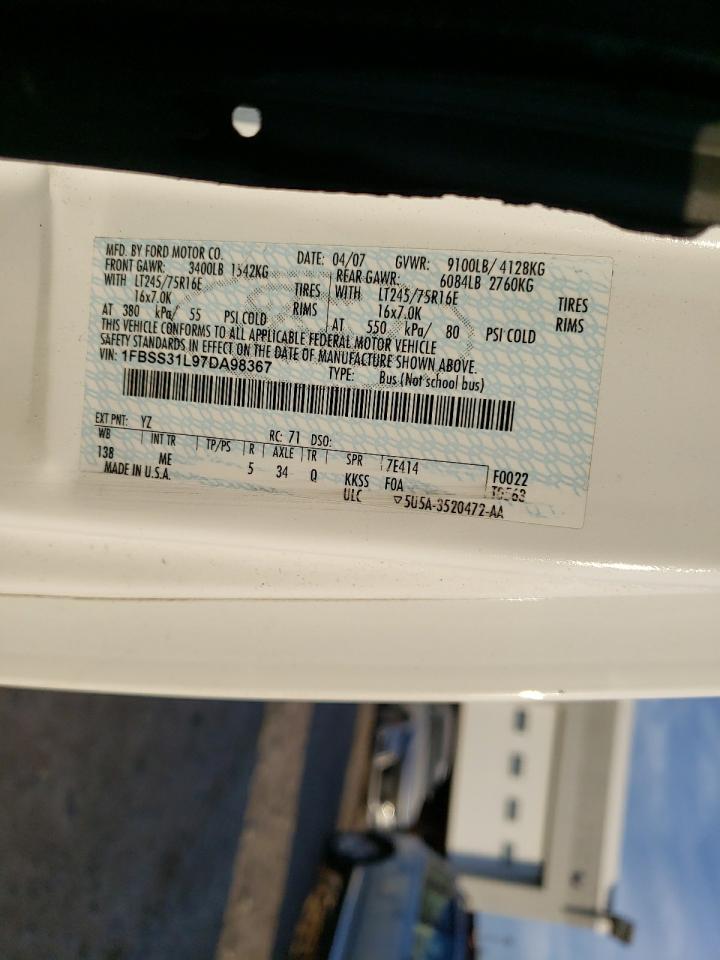 MFD. BY FORD MOTOR CO.
DATE: 04/07 GVWR: 9100LB/ 4128KG
FRONT GAWR: 3400LB 1542KG REAR GAWR: 6084LB 2760KG
WITH LT245/75R16E TIRES WITH LT245/75R16E TIRES
16x7.0K RIMS 16x7.0K RIMS
AT 380 kPa/ 55 PSI COLD AT 550 kPa/ 80 PSI COLD
THIS VEHICLE CONFORMS TO ALL APPLICABLE FEDERAL MOTOR VEHICLE
SAFETY STANDARDS IN EFFECT ON THE DATE OF MANUFACTURE SHOWN ABOVE.
VIN: 1FBSS31L97DA98367 TYPE: Bus (Not school bus)
EXT PNT: YZ RC: 71 DSO:
WB INT TR TP/PS R AXLE TR SPR 7E414 F0022
138 ME 5 34 Q KKSS F0A
MADE IN U.S.A. ULC ▽5U5A-3520472-AA